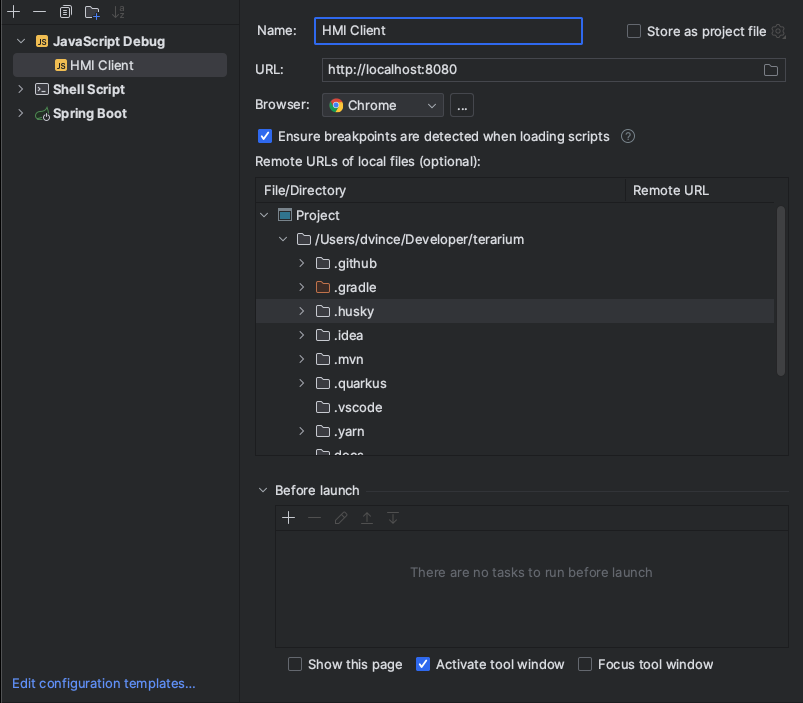 JavaScript Debug
HMI Client
Shell Script
Spring Boot
Edit configuration templates...
Name:
HMI Client
Store as project file
URL:
http://localhost:8080
Browser:
Chrome
...
Ensure breakpoints are detected when loading scripts
Remote URLs of local files (optional):
File/Directory
Remote URL
Project
/Users/dvince/Developer/terarium
.github
.gradle
.husky
.idea
.mvn
.quarkus
.vscode
.yarn
docs
Before launch
There are no tasks to run before launch
Show this page
Activate tool window
Focus tool window